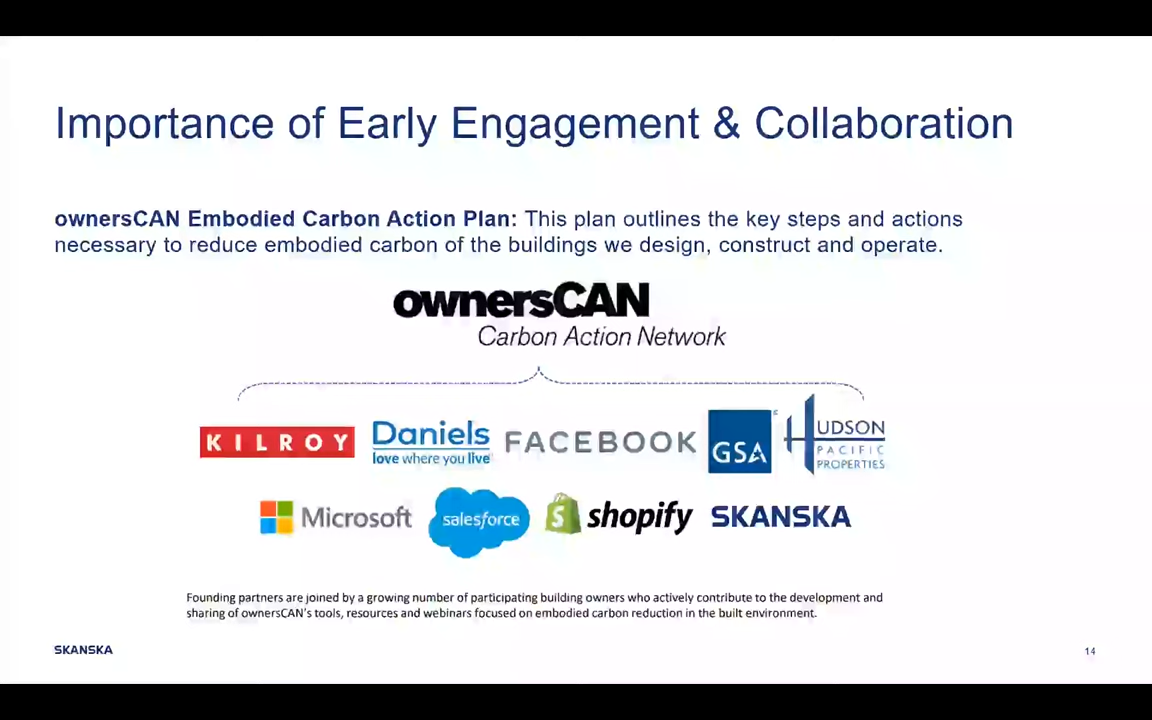 Importance of Early Engagement & Collaboration
ownersCAN Embodied Carbon Action Plan: This plan outlines the key steps and actions
necessary to reduce embodied carbon of the buildings we design, construct and operate.
ownersCAN
Carbon Action Network
KILROY
Daniels
love where you live
FACEBOOK
GSA
HUDSON
PACIFIC
PROPERTIES
Microsoft
salesforce
shopify
SKANSKA
Founding partners are joined by a growing number of participating building owners who actively contribute to the development and
sharing of ownersCAN's tools, resources and webinars focused on embodied carbon reduction in the built environment.
SKANSKA
14